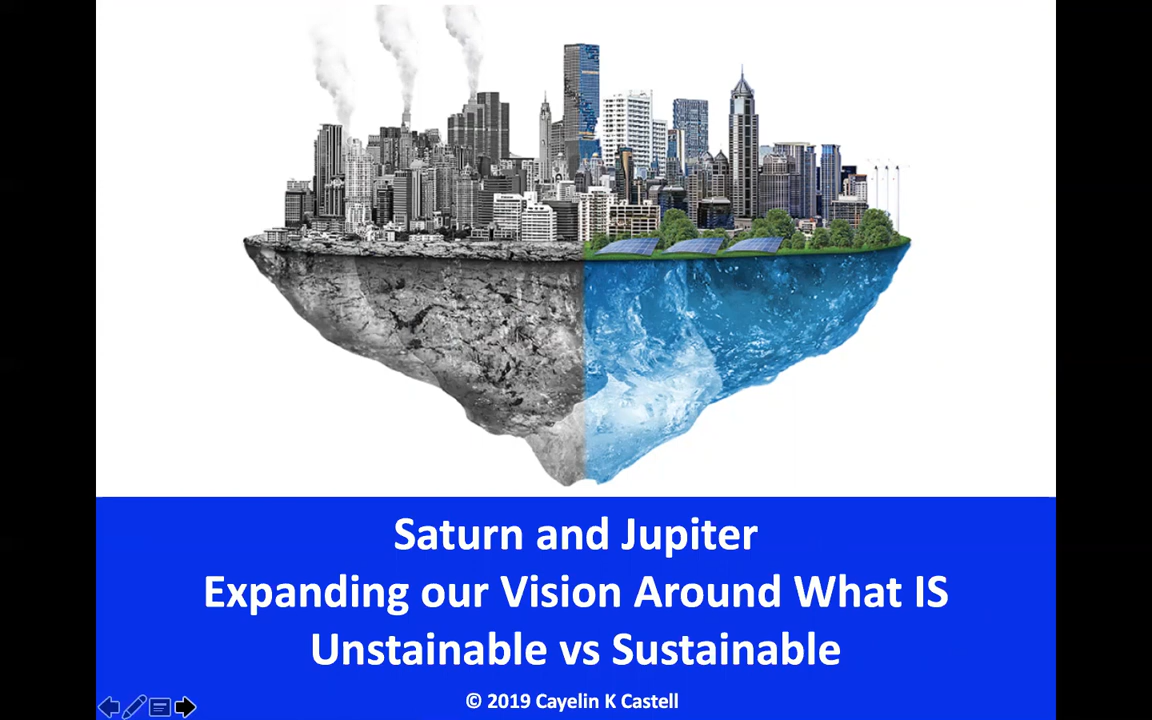 Saturn and Jupiter
Expanding our Vision Around What IS
Unstainable vs Sustainable
© 2019 Cayelin K Castell